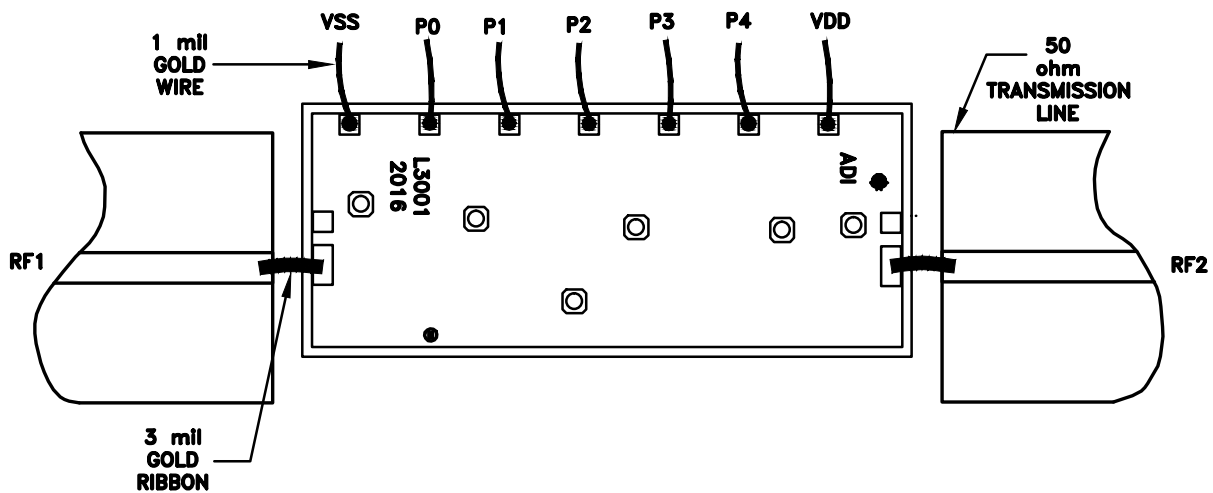 VSS
P0
P1
P2
P3
P4
VDD
1 mil
GOLD
WIRE
50
ohm
TRANSMISSION
LINE
L3001
2016
ADI
RF1
RF2
3 mil
GOLD
RIBBON